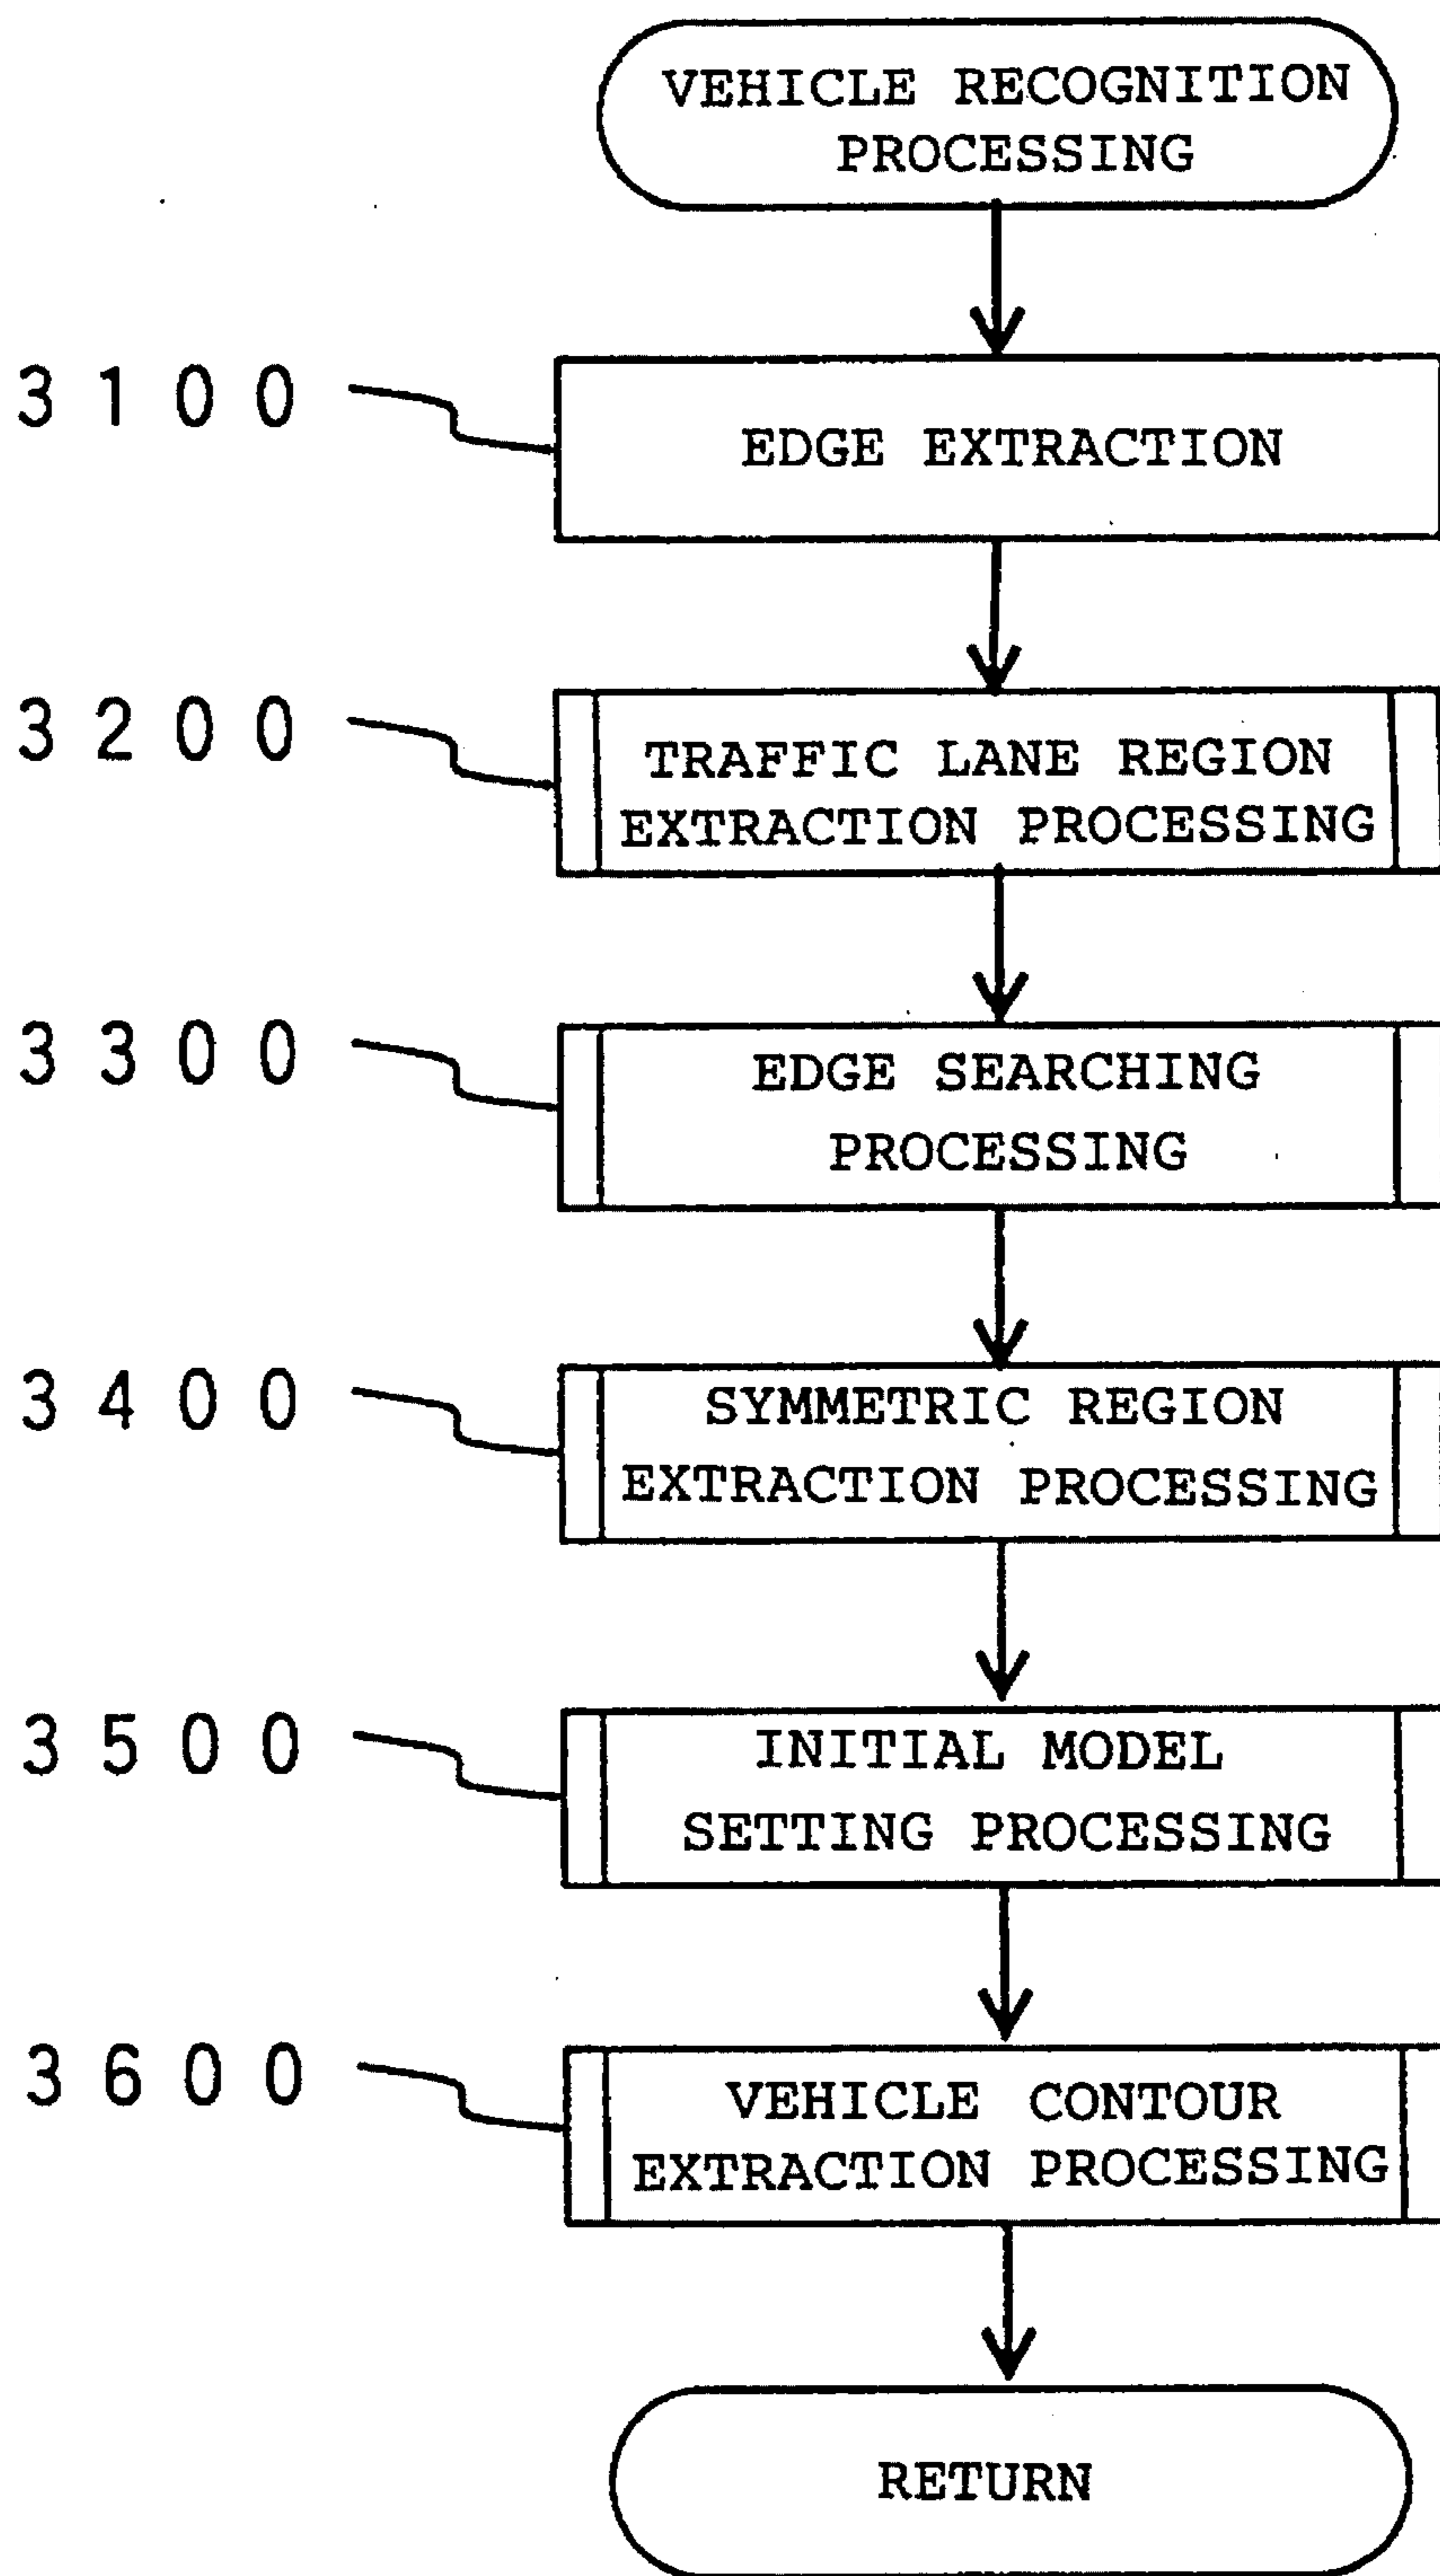 VEHICLE RECOGNITION
PROCESSING
3100
EDGE EXTRACTION
3200
TRAFFIC LANE REGION
EXTRACTION PROCESSING
3300
EDGE SEARCHING
PROCESSING
3400
SYMMETRIC REGION
EXTRACTION PROCESSING
3500
INITIAL MODEL
SETTING PROCESSING
3600
VEHICLE CONTOUR
EXTRACTION PROCESSING
RETURN